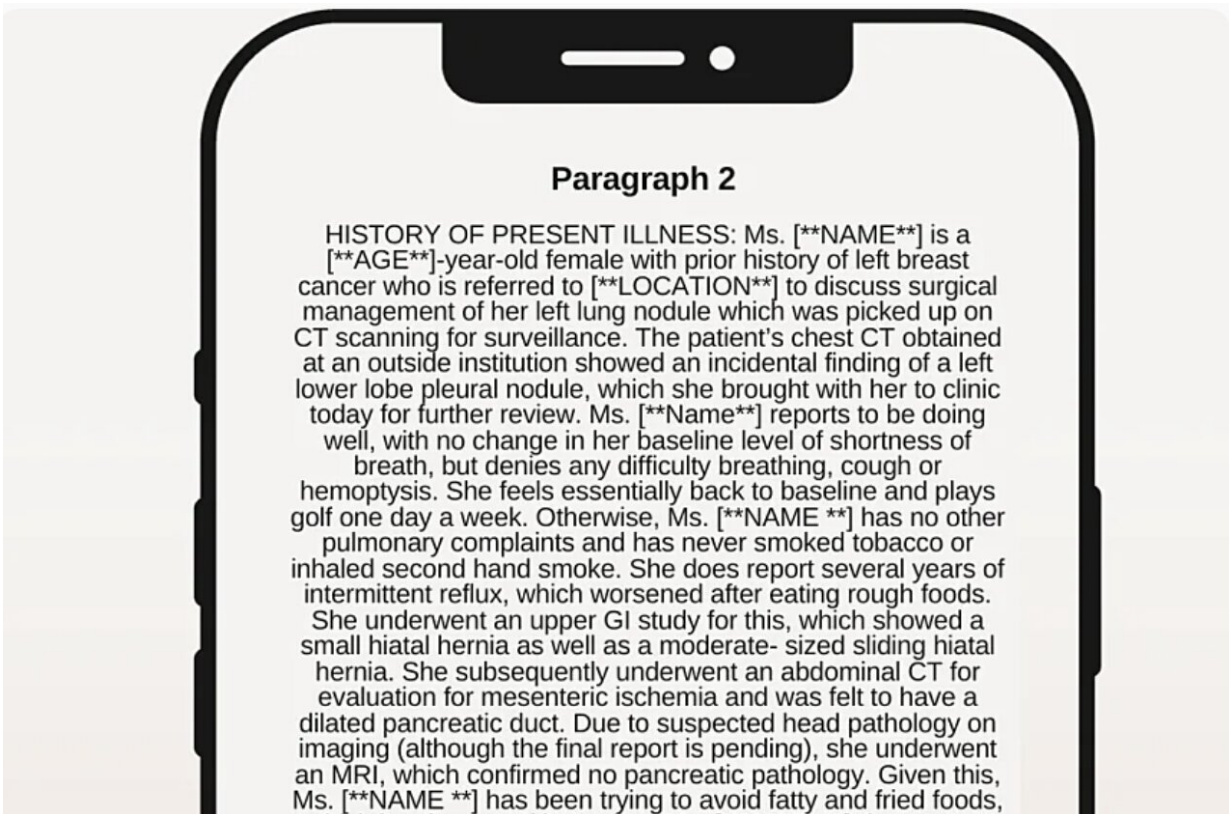 Paragraph 2
HISTORY OF PRESENT ILLNESS: Ms. [**NAME**] is a
[**AGE**]-year-old female with prior history of left breast
cancer who is referred to [**LOCATION**] to discuss surgical
management of her left lung nodule which was picked up on
CT scanning for surveillance. The patient’s chest CT obtained
at an outside institution showed an incidental finding of a left
lower lobe pleural nodule, which she brought with her to clinic
today for further review. Ms. [**Name**] reports to be doing
well, with no change in her baseline level of shortness of
breath, but denies any difficulty breathing, cough or
hemoptysis. She feels essentially back to baseline and plays
golf one day a week. Otherwise, Ms. [**NAME **] has no other
pulmonary complaints and has never smoked tobacco or
inhaled second hand smoke. She does report several years of
intermittent reflux, which worsened after eating rough foods.
She underwent an upper GI study for this, which showed a
small hiatal hernia as well as a moderate- sized sliding hiatal
hernia. She subsequently underwent an abdominal CT for
evaluation for mesenteric ischemia and was felt to have a
dilated pancreatic duct. Due to suspected head pathology on
imaging (although the final report is pending), she underwent
an MRI, which confirmed no pancreatic pathology. Given this,
Ms. [**NAME **] has been trying to avoid fatty and fried foods,